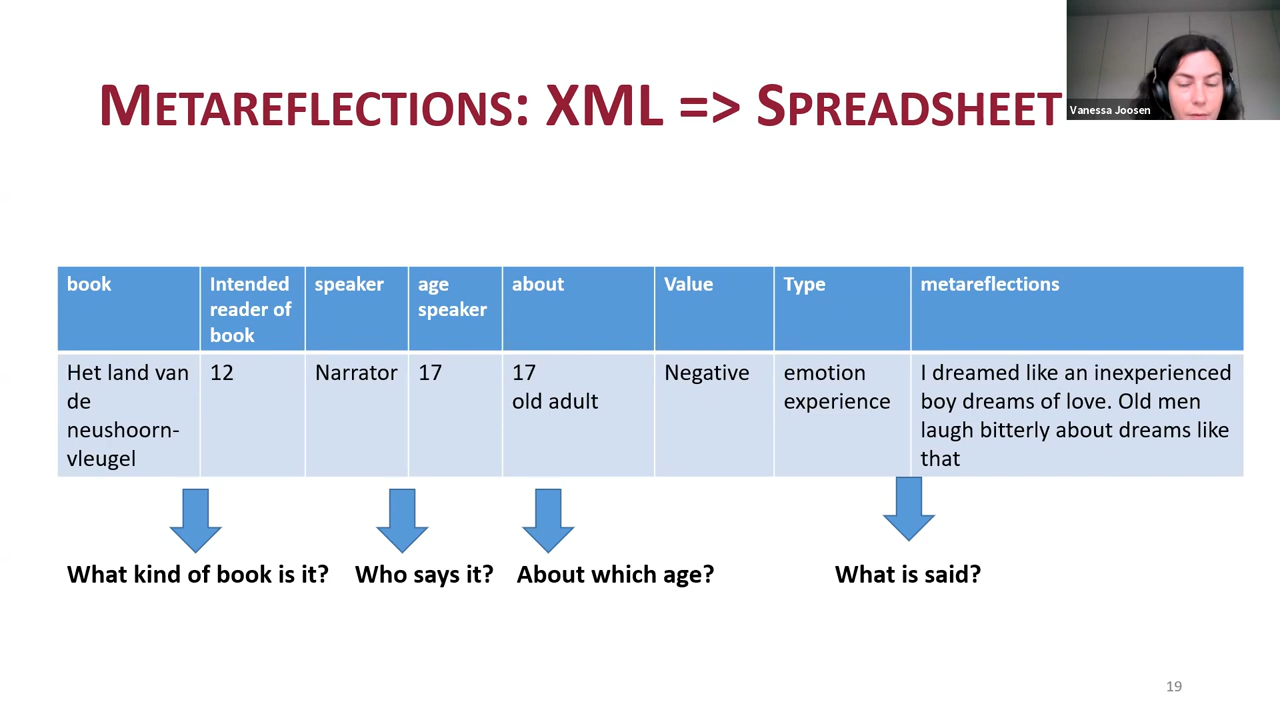 METAREFLECTIONS: XML => SPREADSHEET
Vanessa Joosen
book
Intended
reader of
book
speaker
age
speaker
about
Value
Type
metareflections
Het land van
de
neushoorn-
vleugel
12
Narrator
17
17
old adult
Negative
emotion
experience
I dreamed like an inexperienced
boy dreams of love. Old men
laugh bitterly about dreams like
that
What kind of book is it?
Who says it?
About which age?
What is said?
19